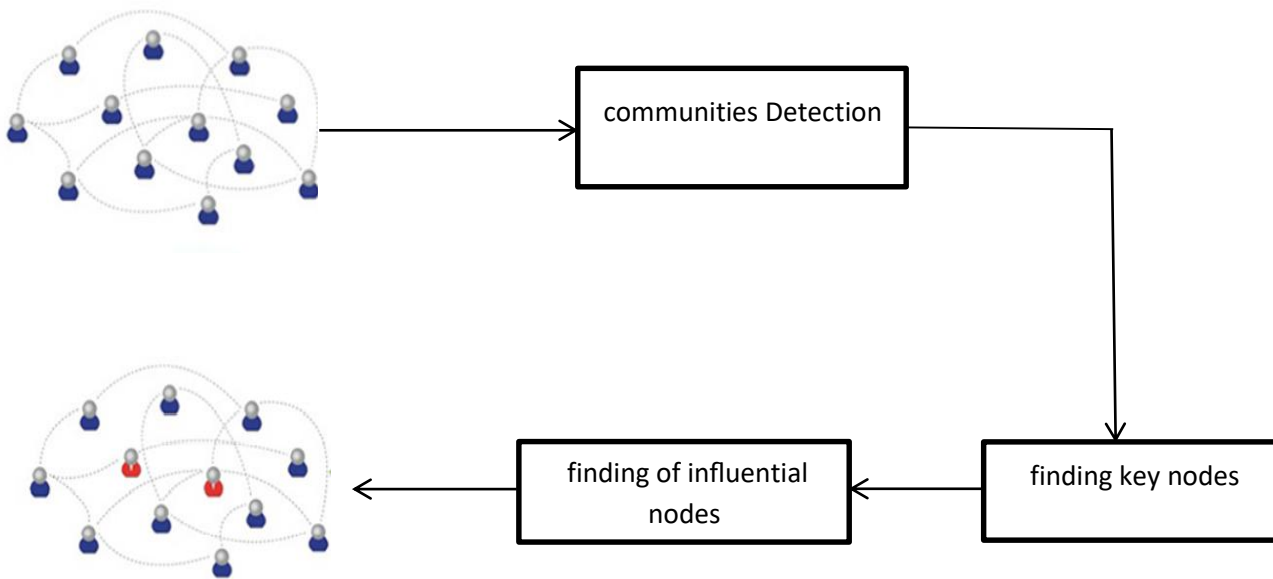 communities Detection
finding key nodes
finding of influential
nodes